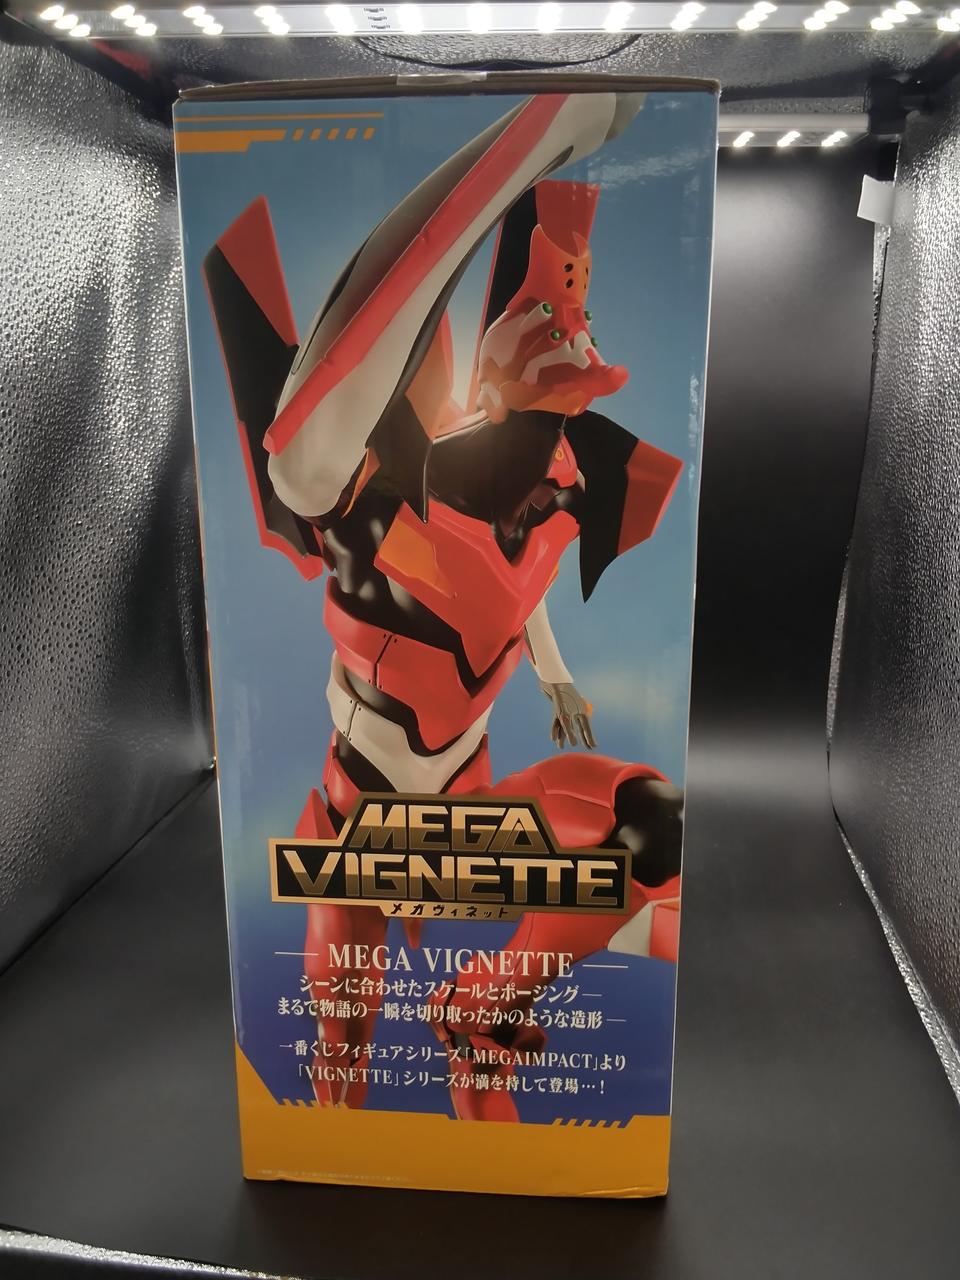 MEGA
VIGNETTE
メガヴィネット
MEGA VIGNETTE
シーンに合わせたスケールとポージング—
まるで物語の一瞬を切り取ったかのような造形—
一番くじフィギュアシリーズ「MEGAIMPACT」より
「VIGNETTE」シリーズが満を持して登場…!